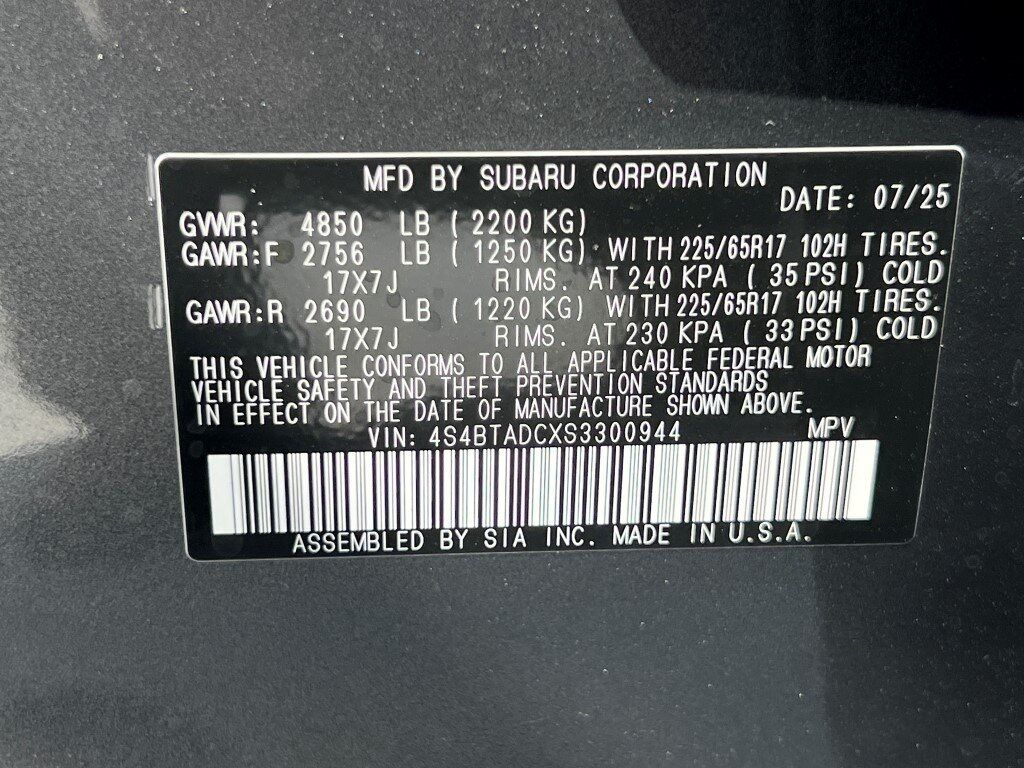 MFD BY SUBARU CORPORATION
DATE: 07/25
GVWR: 4850 LB (2200 KG)
GAWR:F 2756 LB (1250 KG) WITH 225/65R17 102H TIRES.
17X7J RIMS. AT 240 KPA (35 PSI) COLD
GAWR:R 2690 LB (1220 KG) WITH 225/65R17 102H TIRES.
17X7J RIMS. AT 230 KPA (33 PSI) COLD
THIS VEHICLE CONFORMS TO ALL APPLICABLE FEDERAL MOTOR
VEHICLE SAFETY AND THEFT PREVENTION STANDARDS
IN EFFECT ON THE DATE OF MANUFACTURE SHOWN ABOVE.
VIN: 4S4BTADCXS3300944 MPV
ASSEMBLED BY SIA INC. MADE IN U.S.A.